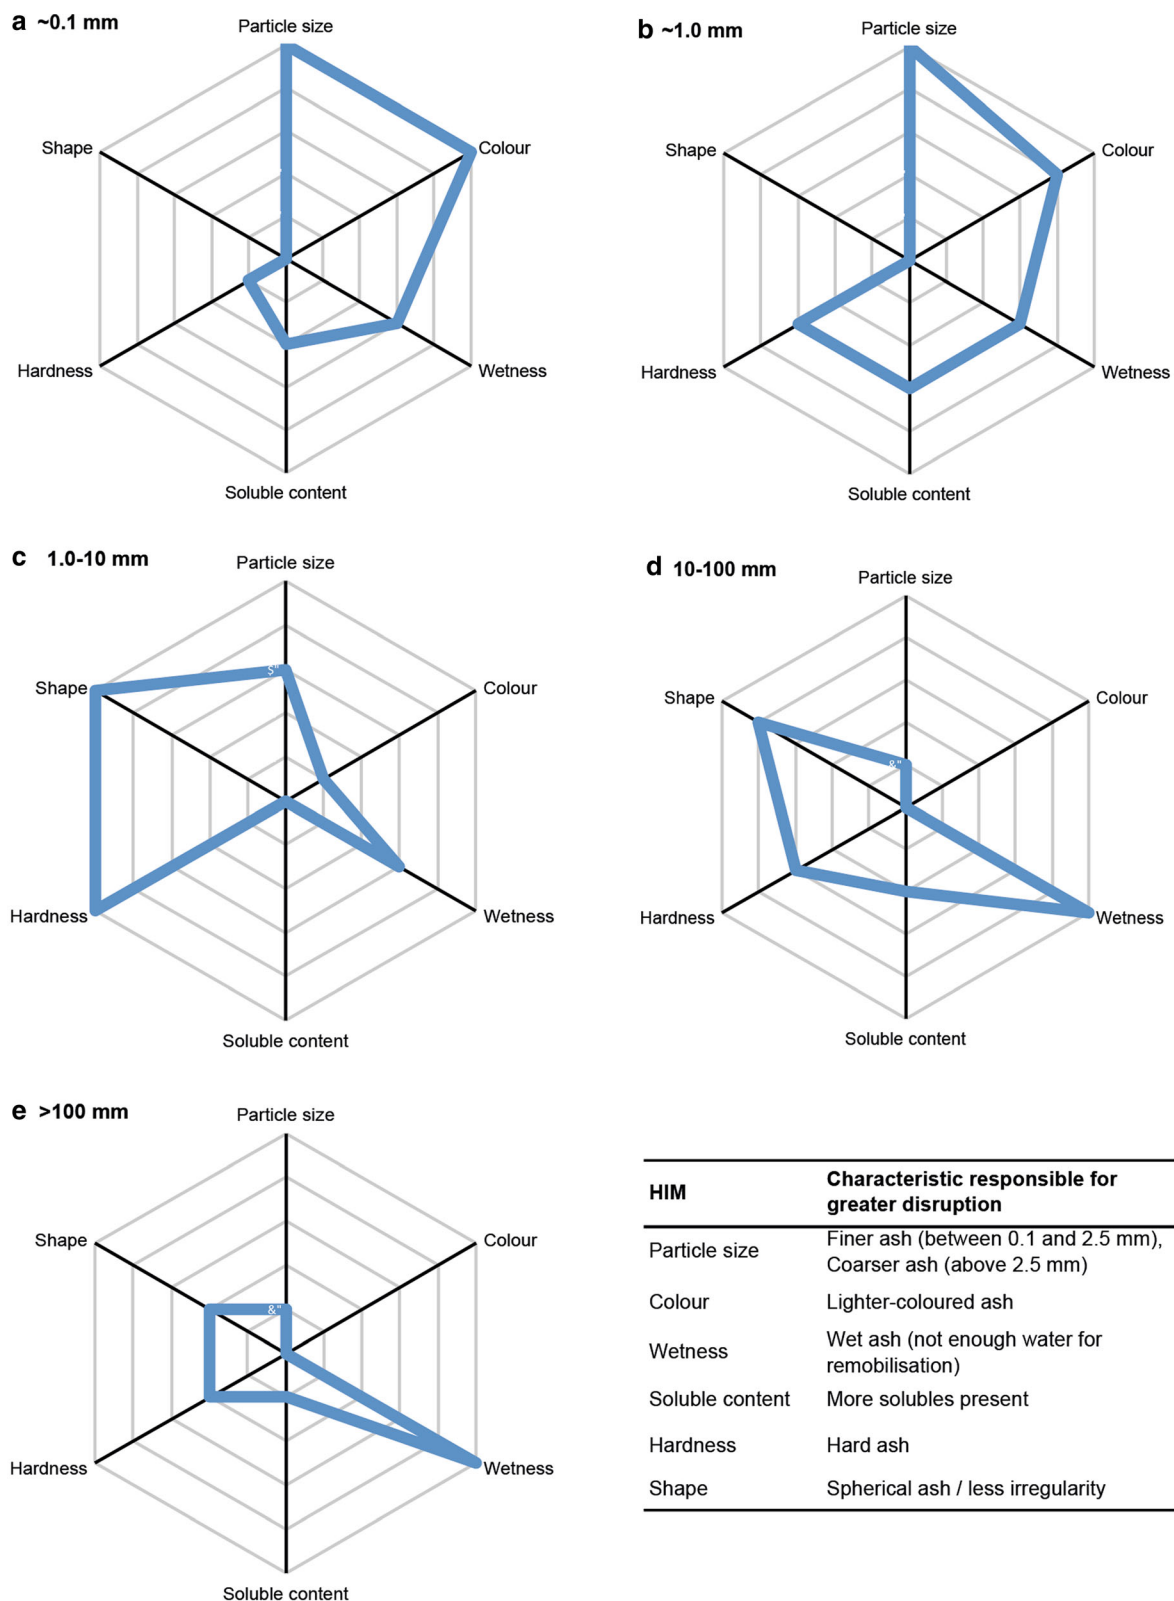 a ~0.1 mm
Particle size
Shape
Colour
Hardness
Wetness
Soluble content
b ~1.0 mm
Particle size
Shape
Colour
Hardness
Wetness
Soluble content
c 1.0-10 mm
Particle size
$"
Shape
Colour
Hardness
Wetness
Soluble content
d 10-100 mm
Particle size
Shape
Colour
&"
Hardness
Wetness
Soluble content
e >100 mm
Particle size
Shape
Colour
&"
Hardness
Wetness
Soluble content
HIM
Characteristic responsible for
greater disruption
Particle size
Finer ash (between 0.1 and 2.5 mm),
Coarser ash (above 2.5 mm)
Colour
Lighter-coloured ash
Wetness
Wet ash (not enough water for
remobilisation)
Soluble content
More solubles present
Hardness
Hard ash
Shape
Spherical ash / less irregularity